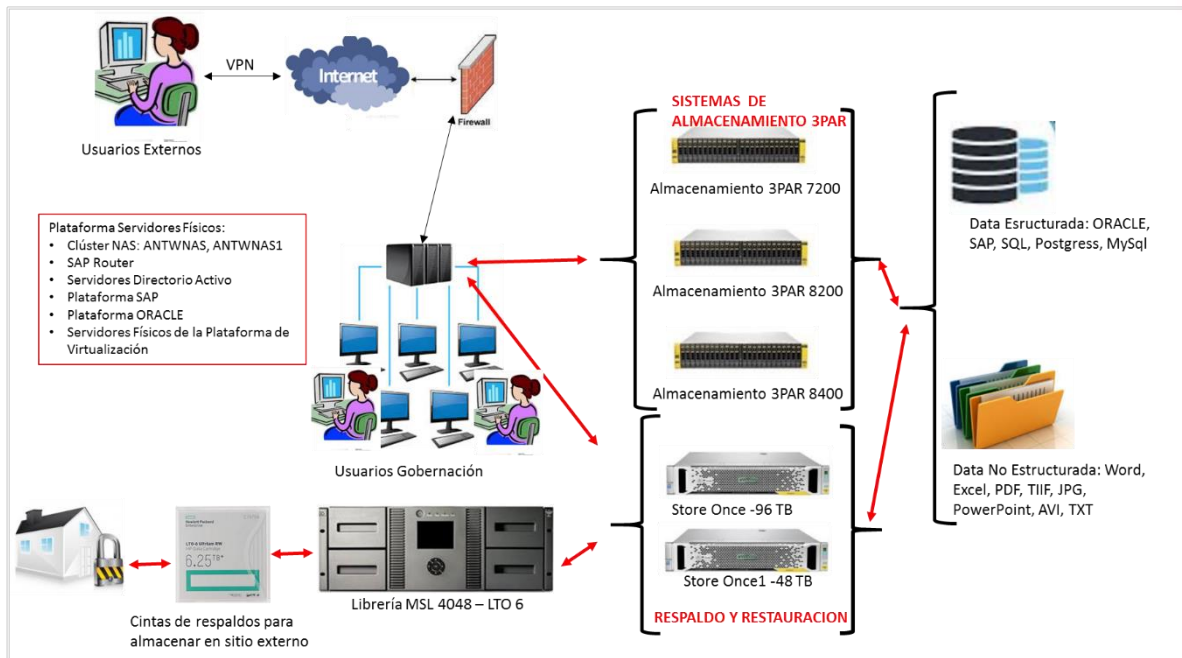 VPN
Internet
Firewall
Usuarios Externos
Plataforma Servidores Físicos:
• Clúster NAS: ANTWNAS, ANTWNAS1
• SAP Router
• Servidores Directorio Activo
• Plataforma SAP
• Plataforma ORACLE
• Servidores Físicos de la Plataforma de
Virtualización
Usuarios Gobernación
SISTEMAS DE
ALMACENAMIENTO 3PAR
Almacenamiento 3PAR 7200
Almacenamiento 3PAR 8200
Almacenamiento 3PAR 8400
Store Once -96 TB
Store Once1 -48 TB
RESPALDO Y RESTAURACION
Data Esructurada: ORACLE,
SAP, SQL, Postgress, MySql
Data No Estructurada: Word,
Excel, PDF, TIIF, JPG,
PowerPoint, AVI, TXT
6.25 TB
Cintas de respaldos para
almacenar en sitio externo
Librería MSL 4048 – LTO 6